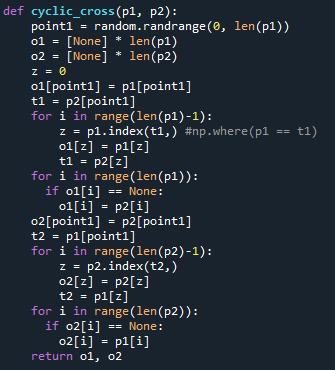 def cyclic_cross(p1, p2):
    point1 = random.randrange(0, len(p1))
    o1 = [None] * len(p1)
    o2 = [None] * len(p2)
    z = 0
    o1[point1] = p1[point1]
    t1 = p2[point1]
    for i in range(len(p1)-1):
        z = p1.index(t1,) #np.where(p1 == t1)
        o1[z] = p1[z]
        t1 = p2[z]
    for i in range(len(p1)):
      if o1[i] == None:
        o1[i] = p2[i]
    o2[point1] = p2[point1]
    t2 = p1[point1]
    for i in range(len(p2)-1):
        z = p2.index(t2,)
        o2[z] = p2[z]
        t2 = p1[z]
    for i in range(len(p2)):
      if o2[i] == None:
        o2[i] = p1[i]
    return o1, o2